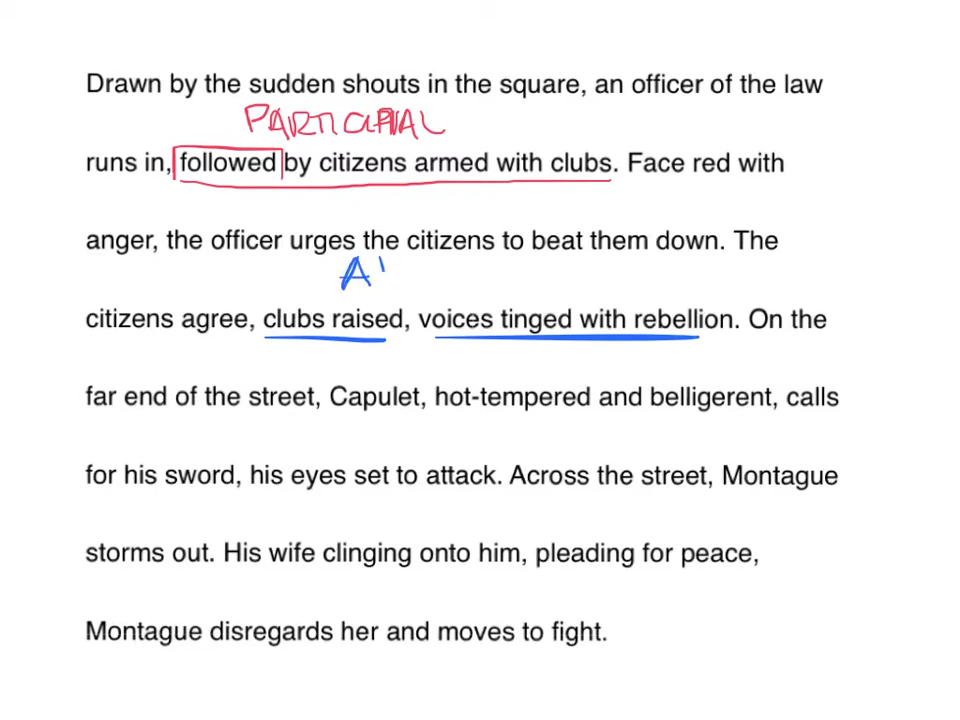 Drawn by the sudden shouts in the square, an officer of the law
PARTICIPIAL
runs in, followed by citizens armed with clubs. Face red with
anger, the officer urges the citizens to beat them down. The
A
citizens agree, clubs raised, voices tinged with rebellion. On the
far end of the street, Capulet, hot-tempered and belligerent, calls
for his sword, his eyes set to attack. Across the street, Montague
storms out. His wife clinging onto him, pleading for peace,
Montague disregards her and moves to fight.